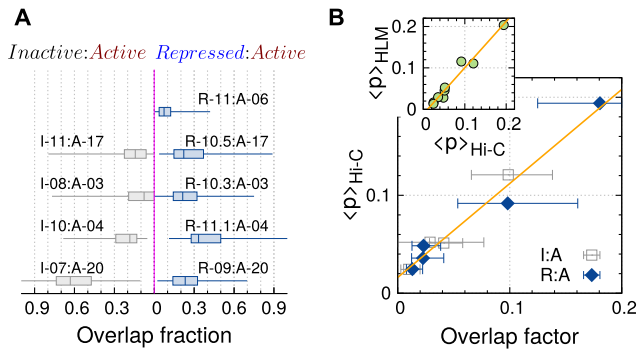 A
Inactive:Active Repressed:Active
R-11:A-06
I-11:A-17 R-10.5:A-17
I-08:A-03 R-10.3:A-03
I-10:A-04 R-11.1:A-04
I-07:A-20 R-09:A-20
0.9 0.6 0.3 0 0.3 0.6 0.9
Overlap fraction
B
<p>HLM
0.2
0.1
0
0 0.1 0.2
<p>Hi-C
<p>Hi-C
0.1
0
I:A
R:A
0 0.1 0.2
Overlap factor